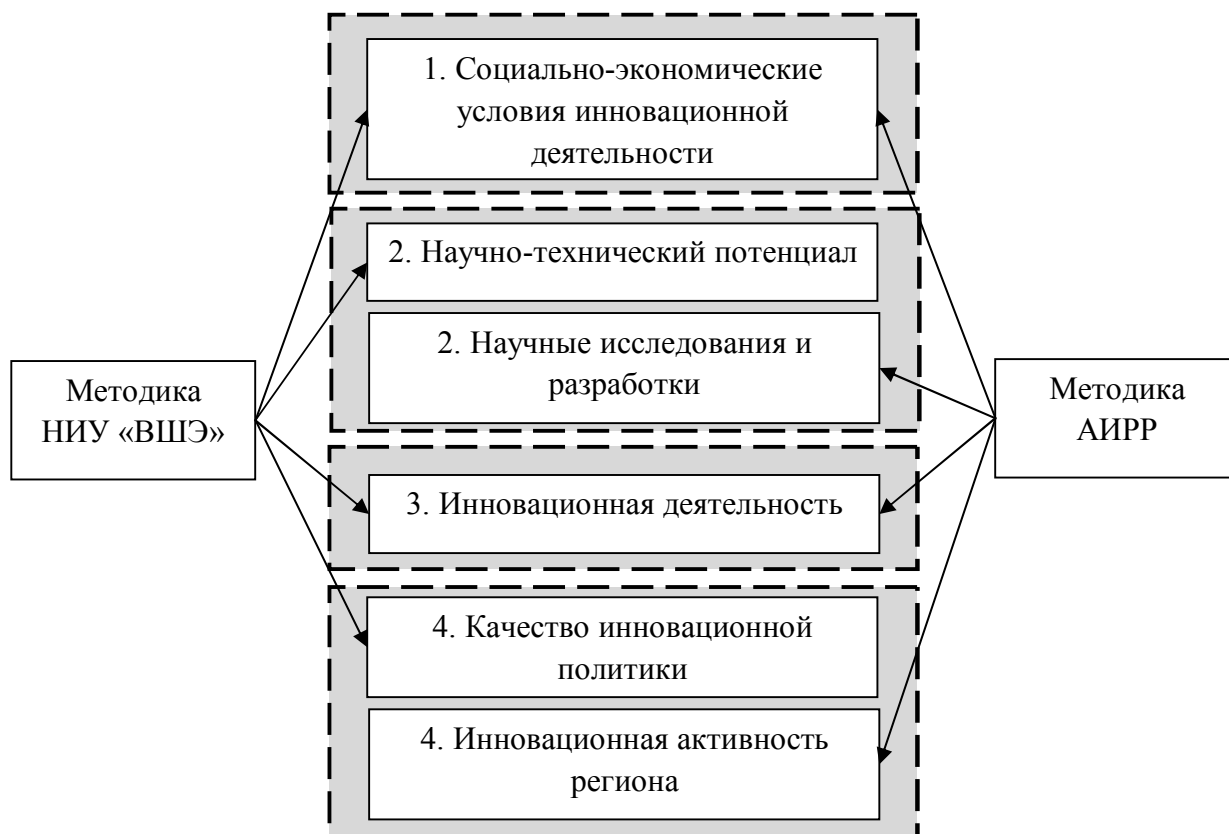 1. Социально-экономические
условия инновационной
деятельности
2. Научно-технический потенциал
2. Научные исследования и
разработки
Методика
НИУ «ВШЭ»
Методика
АИРР
3. Инновационная деятельность
4. Качество инновационной
политики
4. Инновационная активность
региона